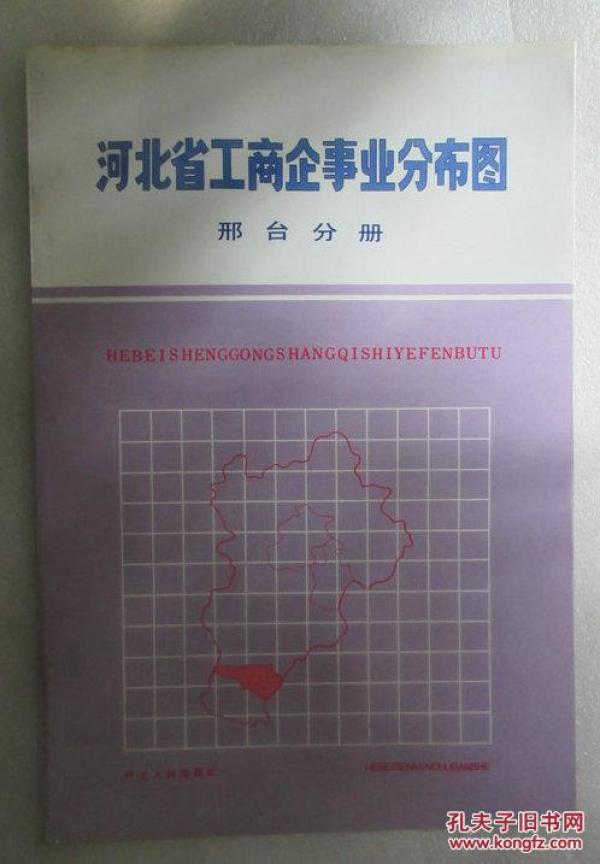 河北省工商企事业分布图
邢台分册
HEBEISHENGGONGSHANGQISHIYEFENBUTU
河北人民出版社 HEBEIRENMINCHUBANSHE
孔夫子旧书网
www.kongfz.com